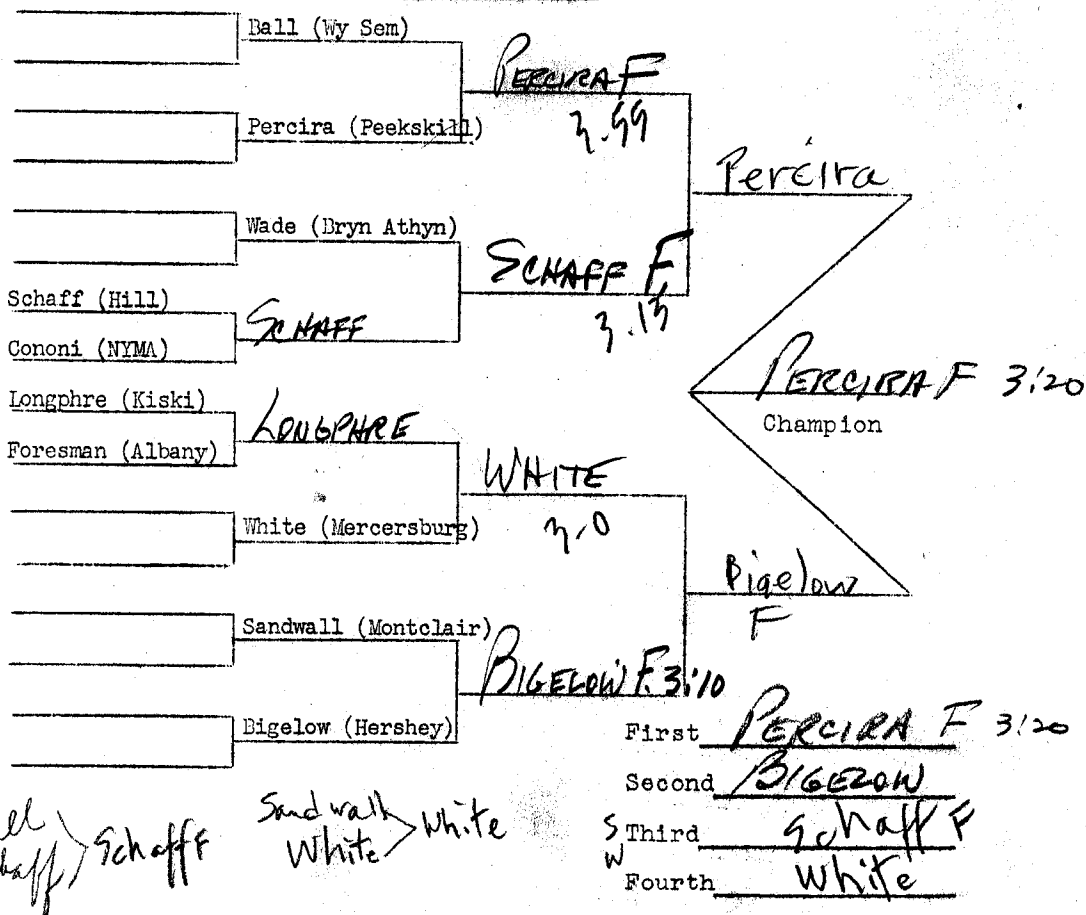 Ball (Wy Sem)
PERCIRA F
3.59
Percira (Peekskill)
Percira
Wade (Bryn Athyn)
SCHAFF F
3.13
Schaff (Hill)
SCHAFF
Cononi (NYMA)
PERCIRA F 3:20
Champion
Longphre (Kiski)
LONGPHRE
Foresman (Albany)
WHITE
3.0
White (Mercersburg)
Bigelow
F
Sandwall (Montclair)
BIGELOW F. 3:10
Bigelow (Hershey)
First PERCIRA F 3:20
Second BIGELOW
S Third Schaff F
W
Fourth White
Schaff F
Sandwall
White
White